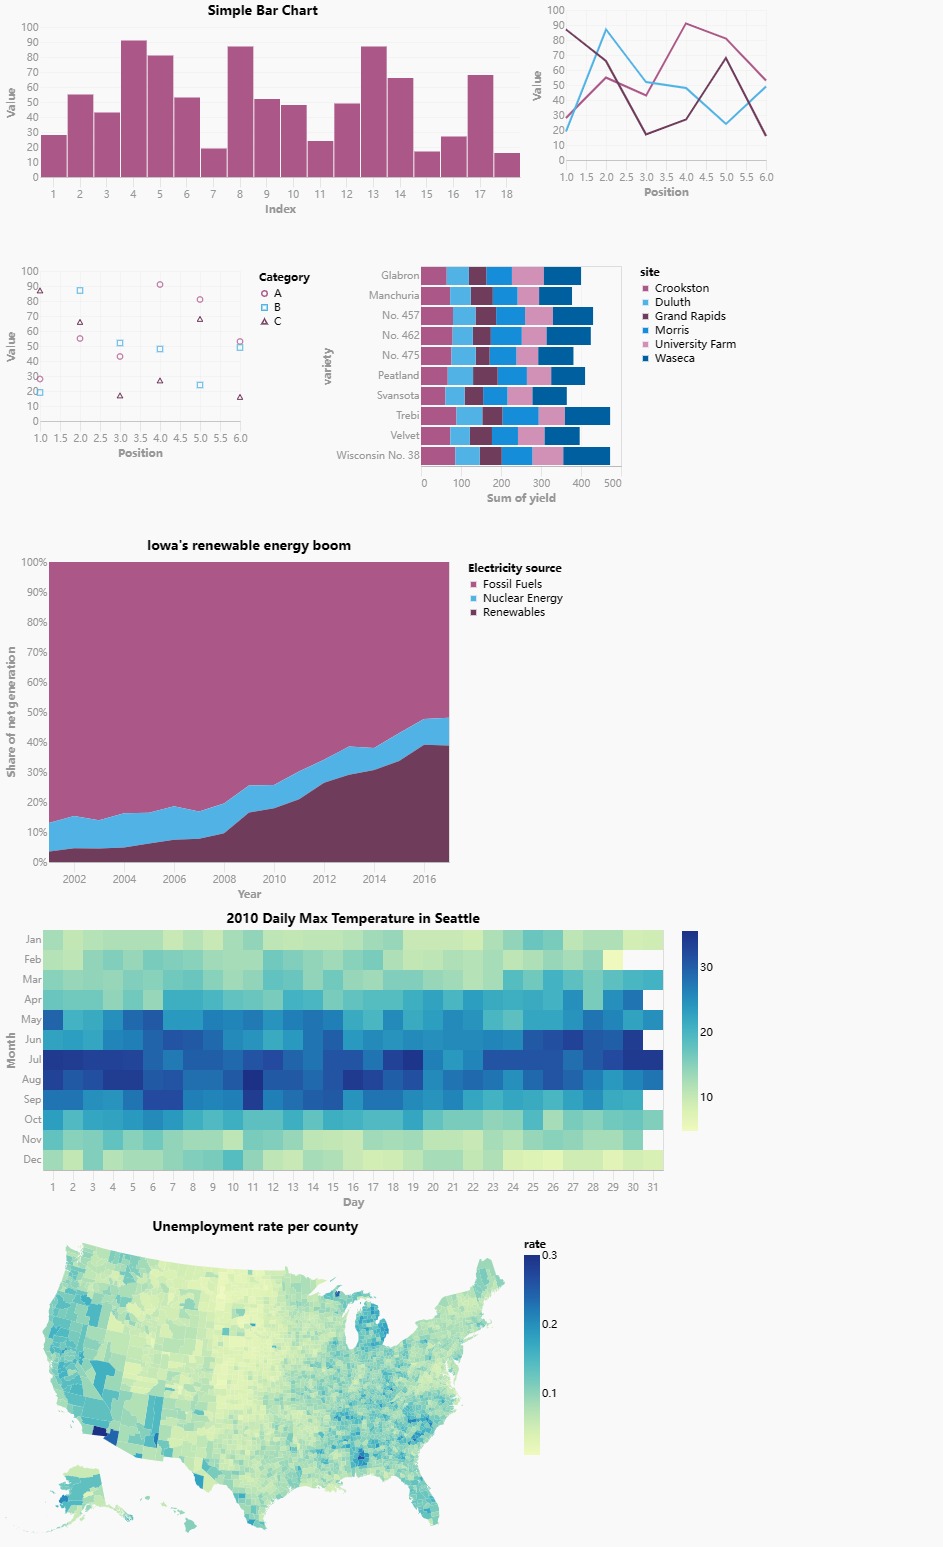 Simple Bar Chart
100
90
80
70
60
50
40
30
20
10
0
Value
1 2 3 4 5 6 7 8 9 10 11 12 13 14 15 16 17 18
Index
100
90
80
70
60
50
40
30
20
10
0
Value
1.0 1.5 2.0 2.5 3.0 3.5 4.0 4.5 5.0 5.5 6.0
Position
100
90
80
70
60
50
40
30
20
10
0
Value
1.0 1.5 2.0 2.5 3.0 3.5 4.0 4.5 5.0 5.5 6.0
Position
Category
A
B
C
variety
Glabron
Manchuria
No. 457
No. 462
No. 475
Peatland
Svansota
Trebi
Velvet
Wisconsin No. 38
0 100 200 300 400 500
Sum of yield
site
Crookston
Duluth
Grand Rapids
Morris
University Farm
Waseca
Iowa's renewable energy boom
100%
90%
80%
70%
60%
50%
40%
30%
20%
10%
0%
Share of net generation
2002 2004 2006 2008 2010 2012 2014 2016
Year
Electricity source
Fossil Fuels
Nuclear Energy
Renewables
2010 Daily Max Temperature in Seattle
Month
Jan
Feb
Mar
Apr
May
Jun
Jul
Aug
Sep
Oct
Nov
Dec
1 2 3 4 5 6 7 8 9 10 11 12 13 14 15 16 17 18 19 20 21 22 23 24 25 26 27 28 29 30 31
Day
30
20
10
Unemployment rate per county
rate
0.3
0.2
0.1